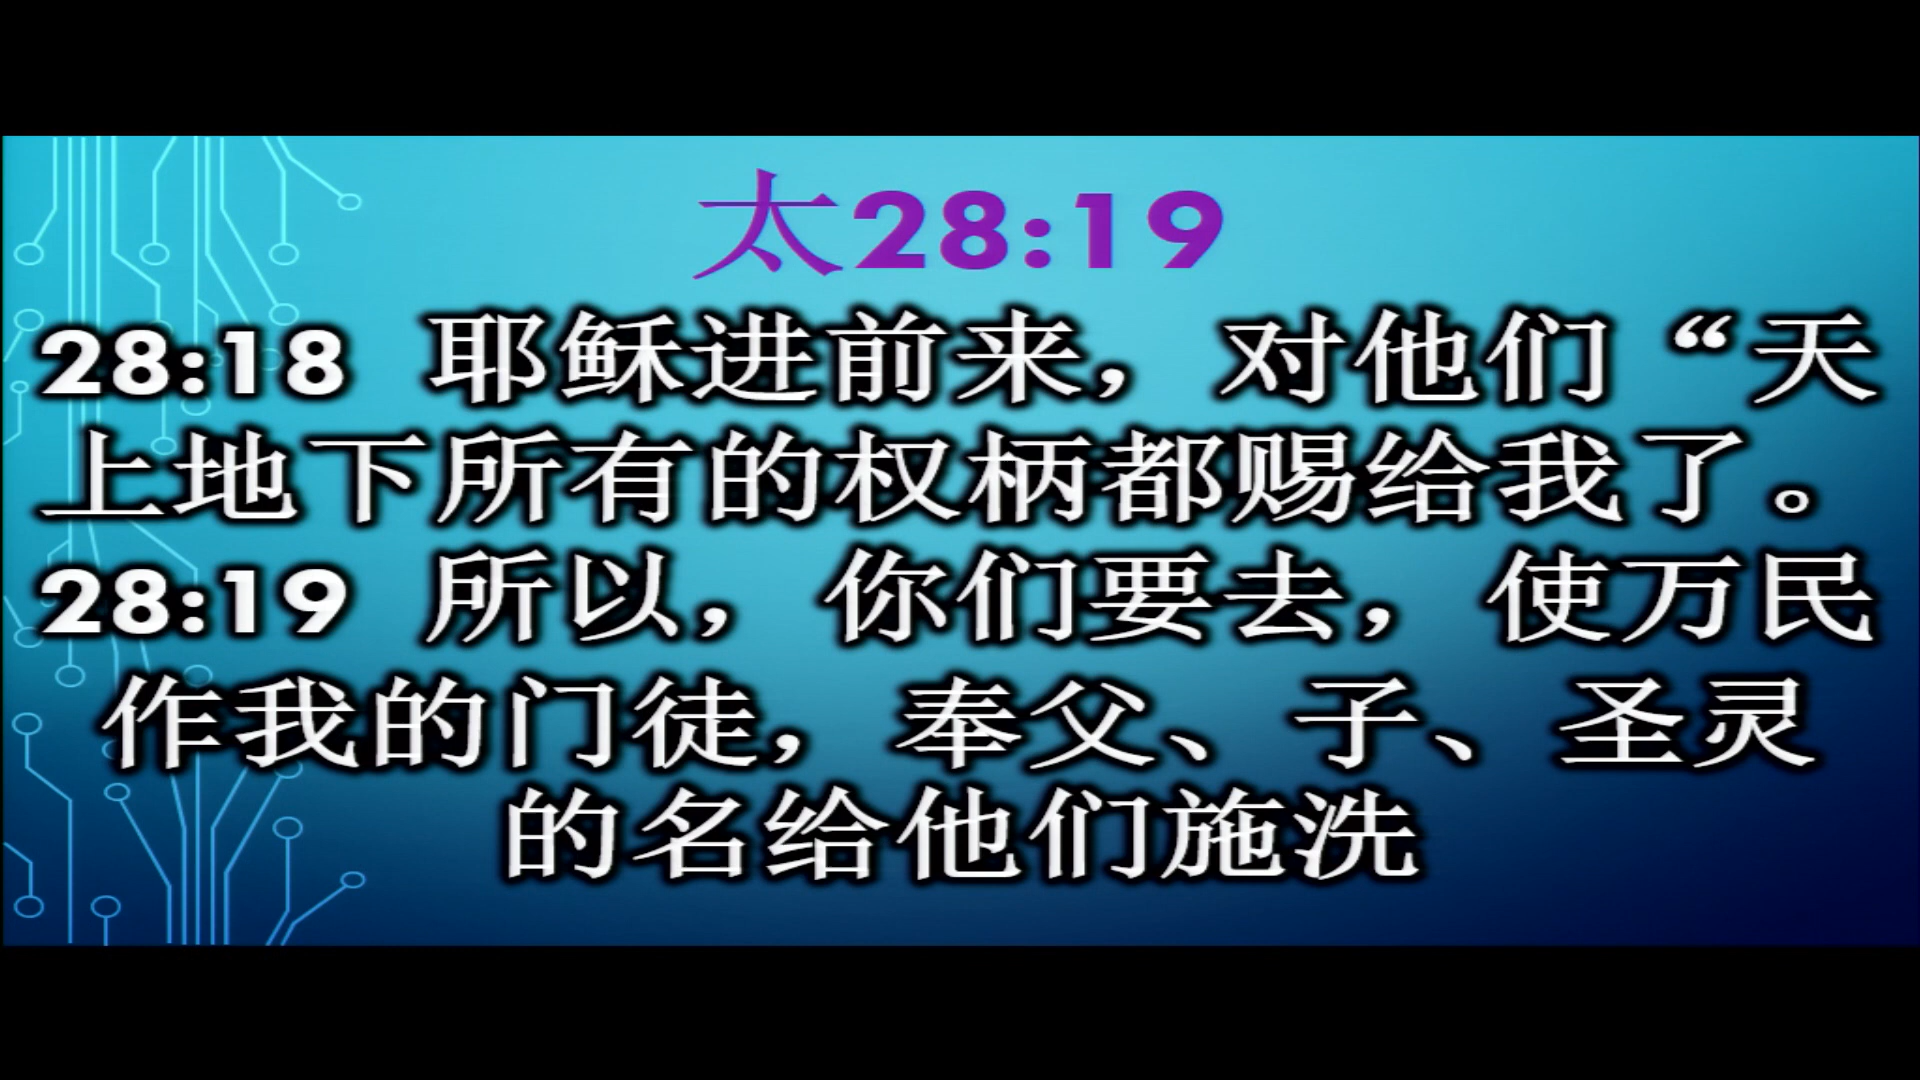 太28:19
28:18 耶稣进前来，对他们“天
上地下所有的权柄都赐给我了。
28:19 所以，你们要去，使万民
作我的门徒，奉父、子、圣灵
的名给他们施洗